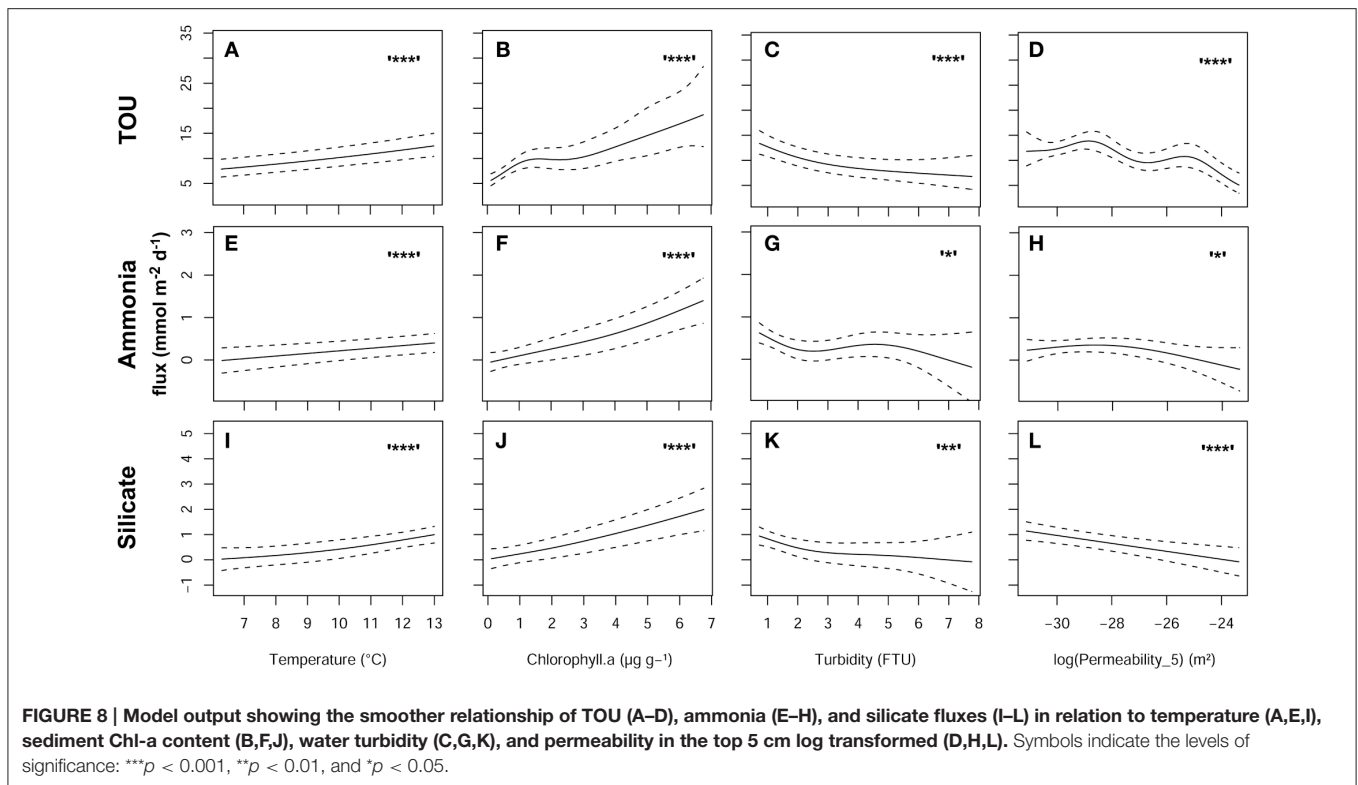 35
25
15
5
TOU
A
'***'
B
'***'
C
'***'
D
'***'
3
2
1
0
Ammonia
flux (mmol m⁻² d⁻¹)
E
'***'
F
'***'
G
'*'
H
'*'
5
4
3
2
1
0
−1
Silicate
I
'***'
J
'***'
K
'**'
L
'***'
7 8 9 10 11 12 13
0 1 2 3 4 5 6 7
1 2 3 4 5 6 7 8
−30 −28 −26 −24
Temperature (°C)
Chlorophyll.a (µg g⁻¹)
Turbidity (FTU)
log(Permeability_5) (m²)
FIGURE 8 | Model output showing the smoother relationship of TOU (A–D), ammonia (E–H), and silicate fluxes (I–L) in relation to temperature (A,E,I),
sediment Chl-a content (B,F,J), water turbidity (C,G,K), and permeability in the top 5 cm log transformed (D,H,L). Symbols indicate the levels of
significance: ***p < 0.001, **p < 0.01, and *p < 0.05.